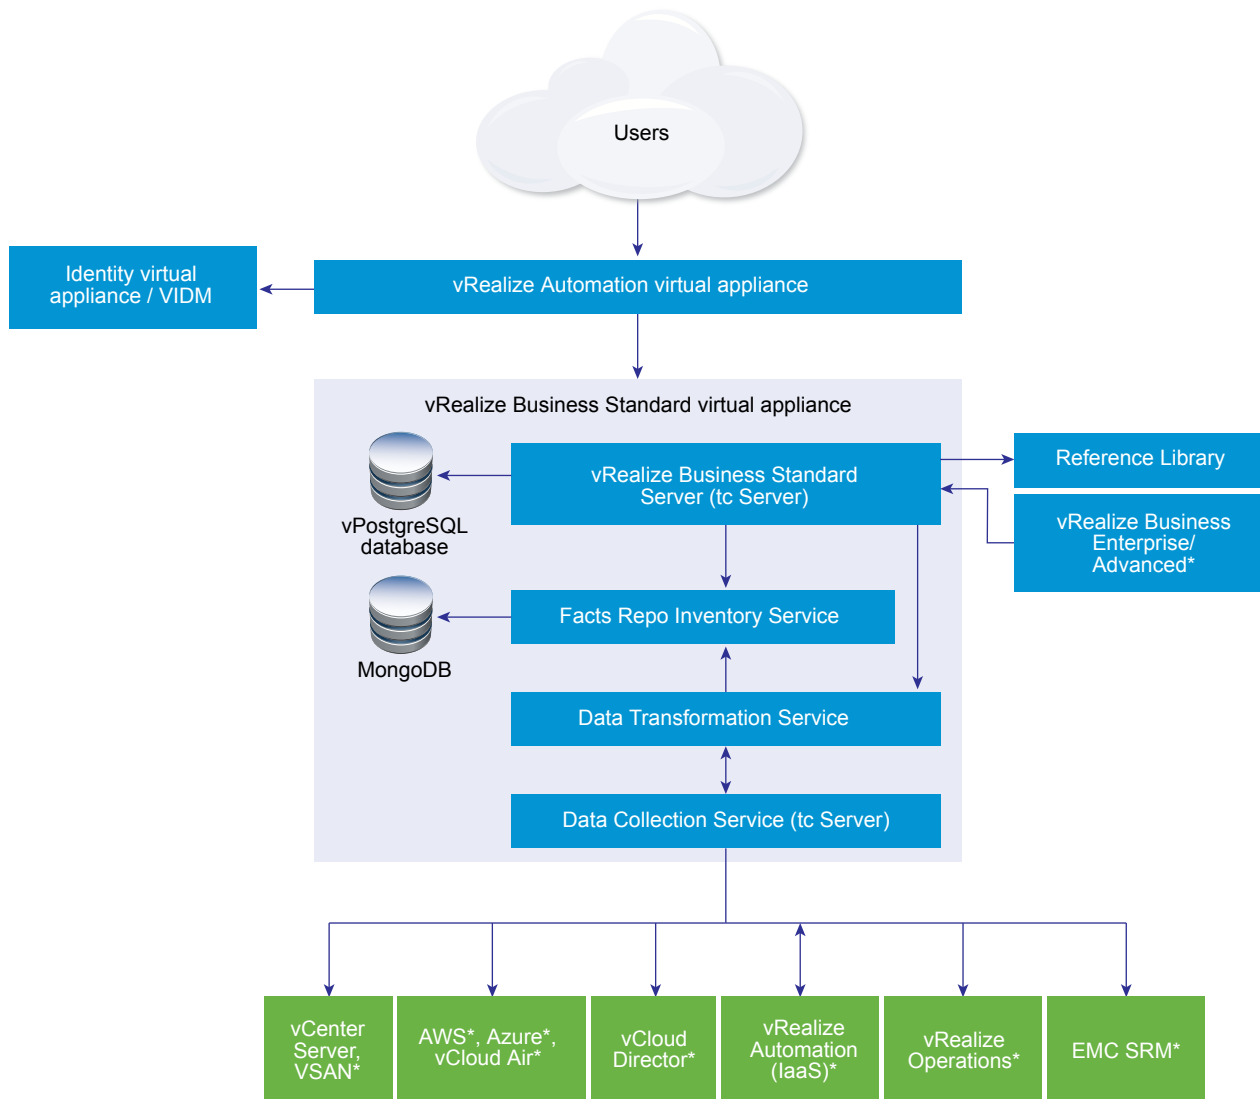 Users
Identity virtual
appliance / VIDM
vRealize Automation virtual appliance
vRealize Business Standard virtual appliance
vRealize Business Standard
Server (tc Server)
vPostgreSQL
database
Reference Library
vRealize Business
Enterprise/
Advanced*
Facts Repo Inventory Service
MongoDB
Data Transformation Service
Data Collection Service (tc Server)
vCenter
Server,
VSAN*
AWS*, Azure*,
vCloud Air*
vCloud
Director*
vRealize
Automation
(IaaS)*
vRealize
Operations*
EMC SRM*